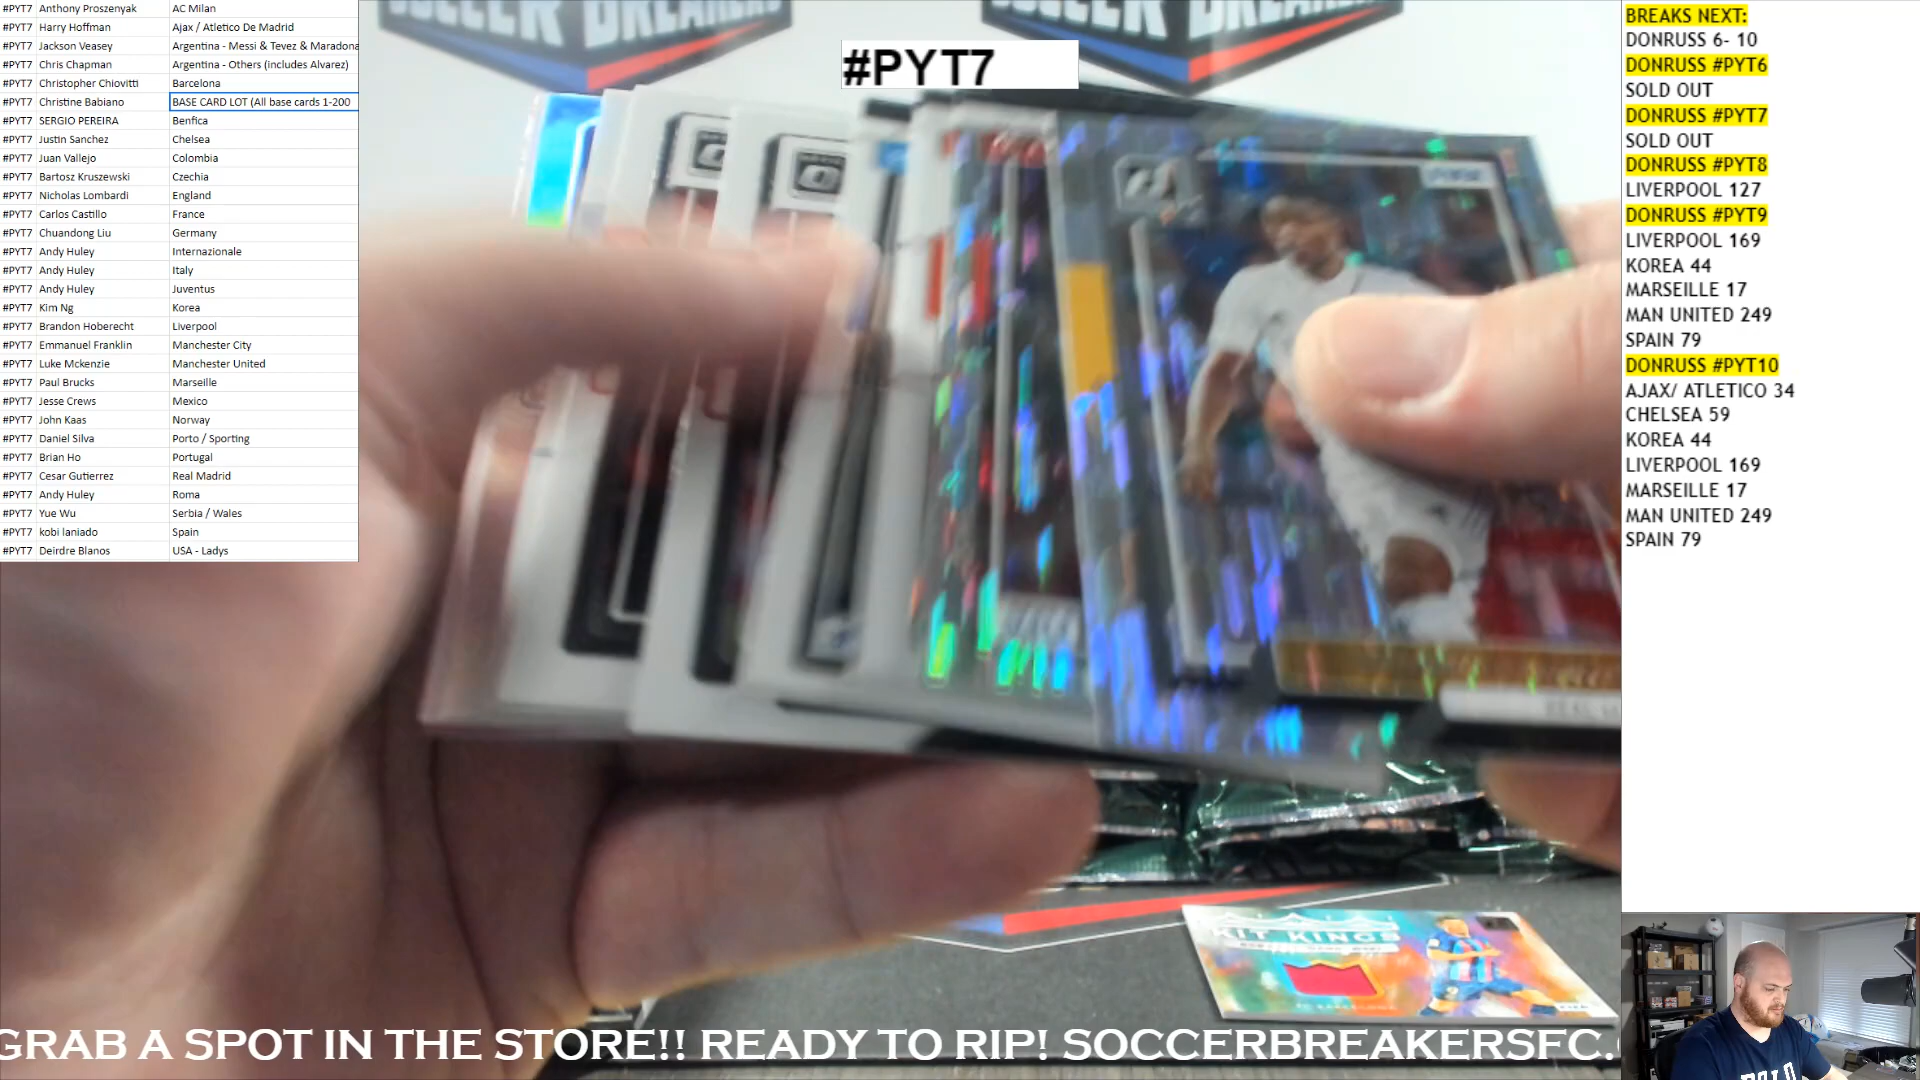 #PYT7 Anthony Proszenyak AC Milan
#PYT7 Harry Hoffman Ajax / Atletico De Madrid
#PYT7 Jackson Veasey Argentina - Messi & Tevez & Maradona
#PYT7 Chris Chapman Argentina - Others (includes Alvarez)
#PYT7 Christopher Chiovitti Barcelona
#PYT7 Christine Babiano BASE CARD LOT (All base cards 1-200
#PYT7 SERGIO PEREIRA Benfica
#PYT7 Justin Sanchez Chelsea
#PYT7 Juan Vallejo Colombia
#PYT7 Bartosz Kruszewski Czechia
#PYT7 Nicholas Lombardi England
#PYT7 Carlos Castillo France
#PYT7 Chuandong Liu Germany
#PYT7 Andy Huley Internazionale
#PYT7 Andy Huley Italy
#PYT7 Andy Huley Juventus
#PYT7 Kim Ng Korea
#PYT7 Brandon Hoberecht Liverpool
#PYT7 Emmanuel Franklin Manchester City
#PYT7 Luke Mckenzie Manchester United
#PYT7 Paul Brucks Marseille
#PYT7 Jesse Crews Mexico
#PYT7 John Kaas Norway
#PYT7 Daniel Silva Porto / Sporting
#PYT7 Brian Ho Portugal
#PYT7 Cesar Gutierrez Real Madrid
#PYT7 Andy Huley Roma
#PYT7 Yue Wu Serbia / Wales
#PYT7 kobi laniado Spain
#PYT7 Deirdre Blanos USA - Ladys
SOCCER BREAKERS
#PYT7
KIT KINGS
BREAKS NEXT:
DONRUSS 6- 10
DONRUSS #PYT6
SOLD OUT
DONRUSS #PYT7
SOLD OUT
DONRUSS #PYT8
LIVERPOOL 127
DONRUSS #PYT9
LIVERPOOL 169
KOREA 44
MARSEILLE 17
MAN UNITED 249
SPAIN 79
DONRUSS #PYT10
AJAX/ ATLETICO 34
CHELSEA 59
KOREA 44
LIVERPOOL 169
MARSEILLE 17
MAN UNITED 249
SPAIN 79
GRAB A SPOT IN THE STORE!! READY TO RIP! SOCCERBREAKERSFC.
POLO